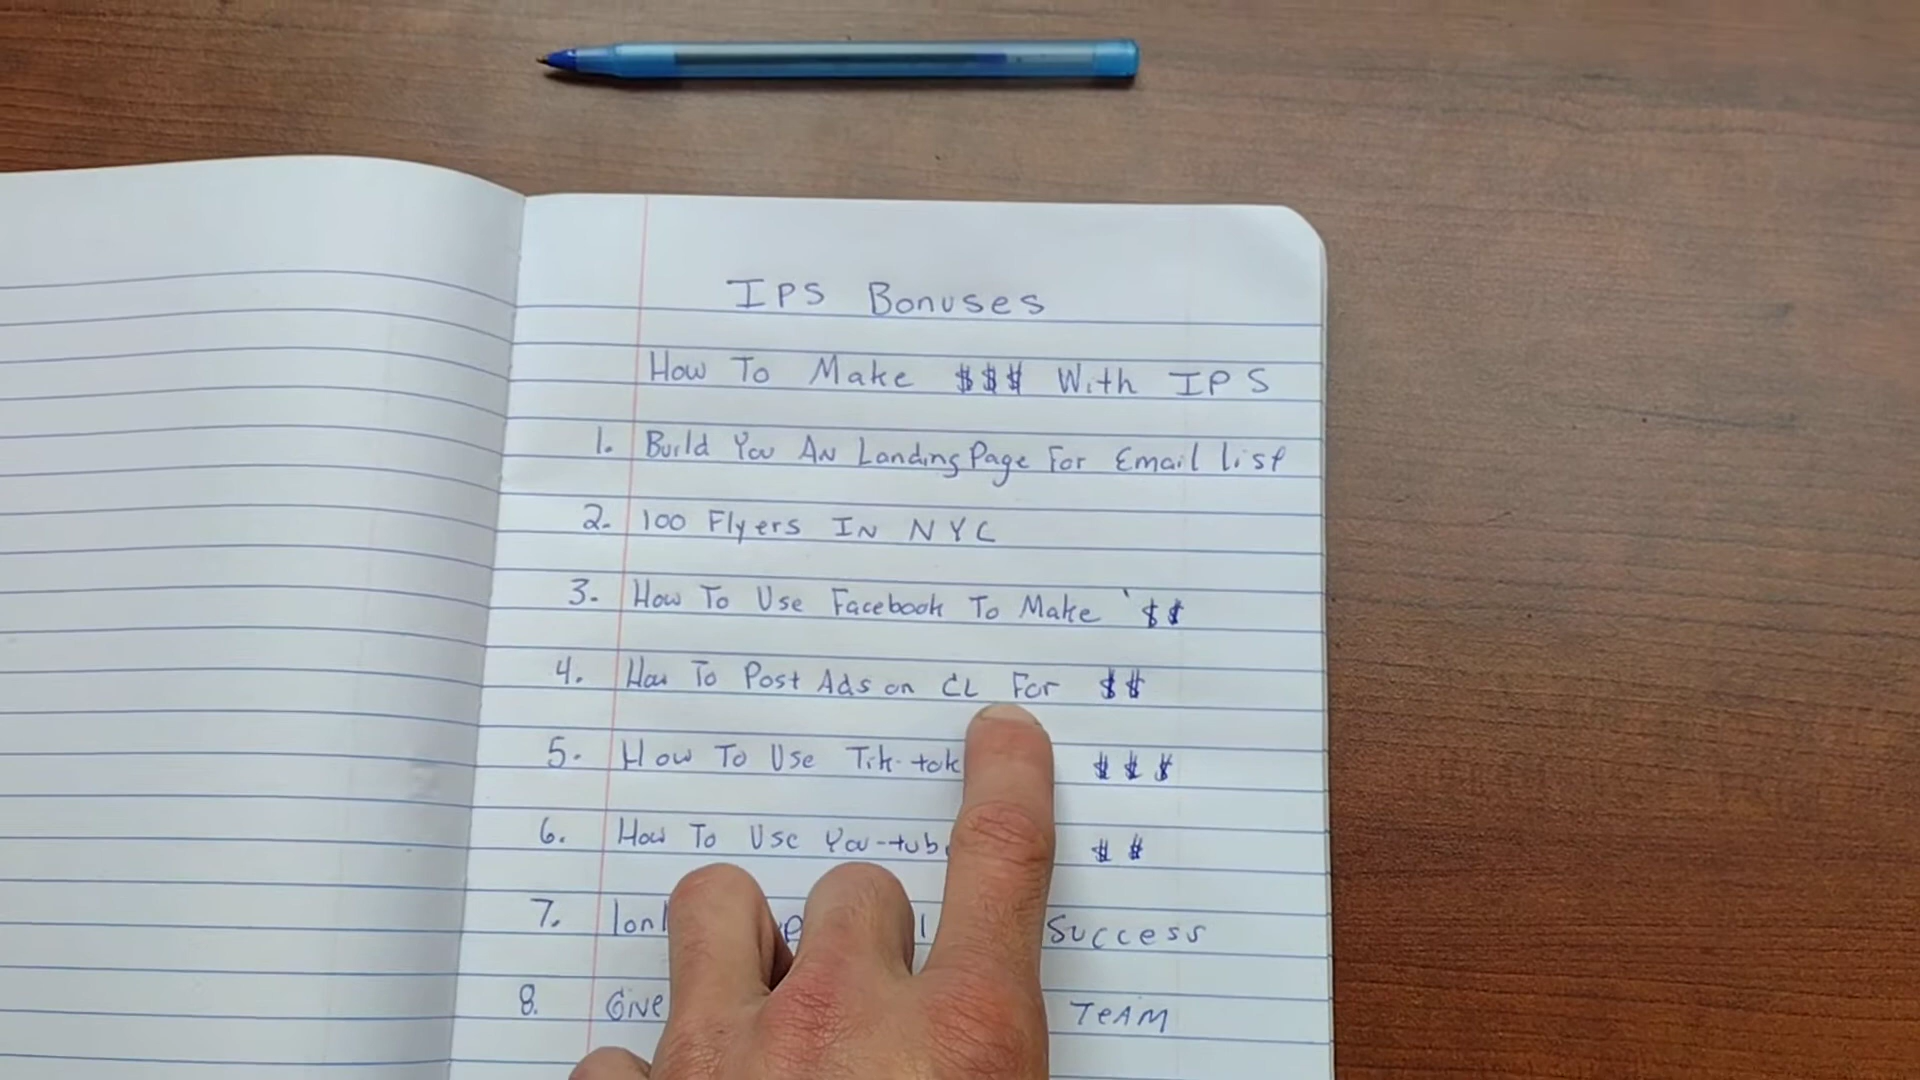 IPS Bonuses
How To Make $$$ With IPS
1. Build You An Landing Page For Email list
2. 100 Flyers IN NYC
3. How To Use Facebook To Make $$
4. How To Post Ads on CL For $$
5. How To Use Tik-tok $$$
6. How To Use You-tube $$
7. Success
8. Give TEAM